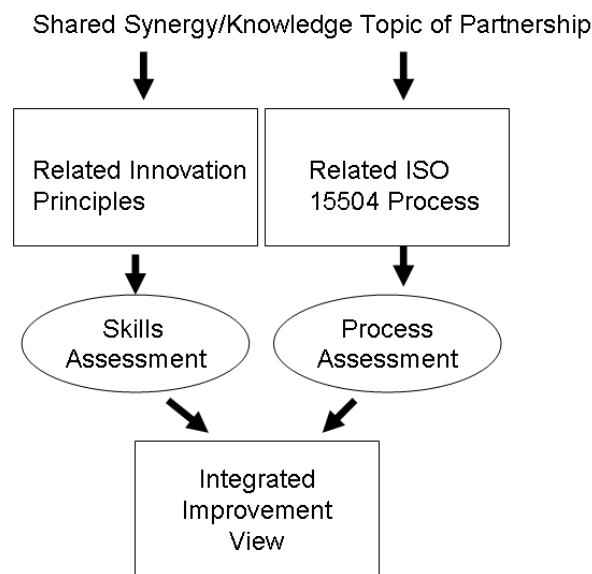 Shared Synergy/Knowledge Topic of Partnership
Related Innovation
Principles
Related ISO
15504 Process
Skills
Assessment
Process
Assessment
Integrated
Improvement
View